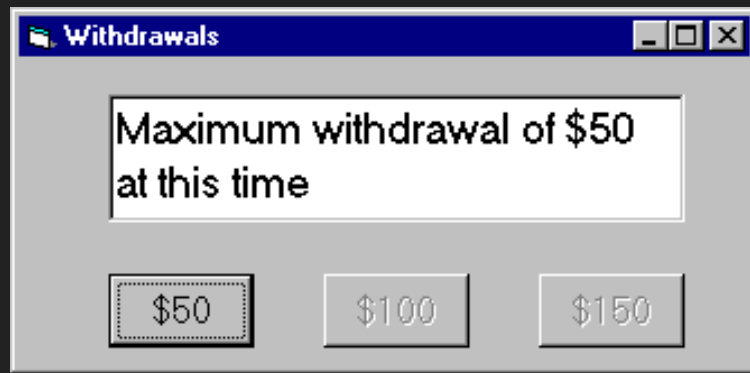 Withdrawals
Maximum withdrawal of $50
at this time
$50 $100 $150